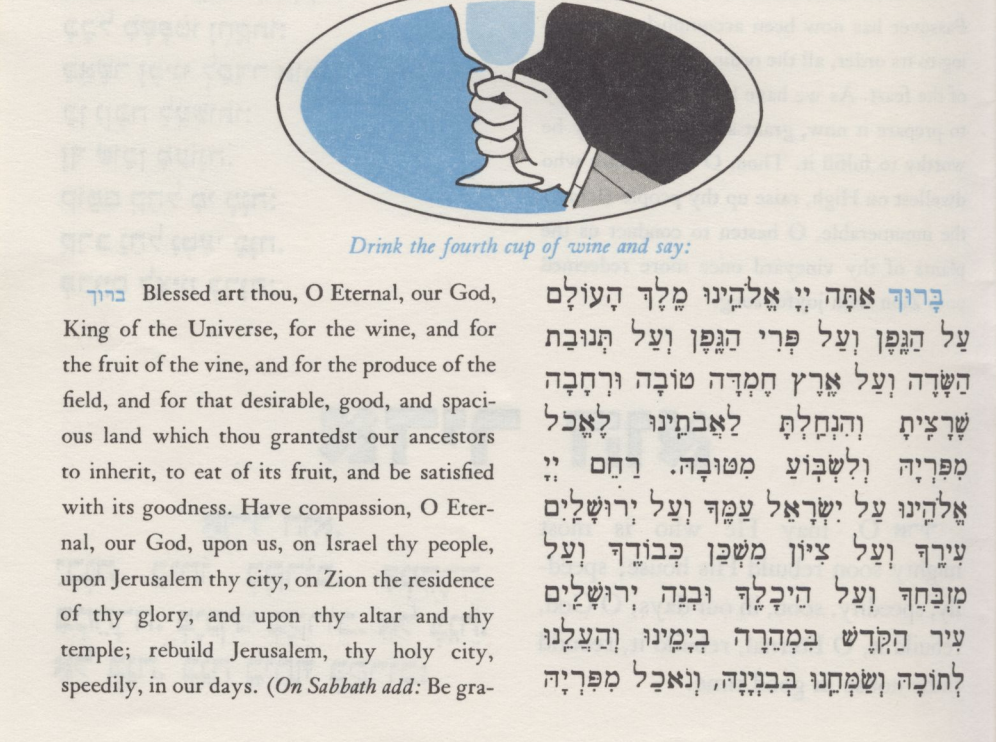 Drink the fourth cup of wine and say:
ברוך Blessed art thou, O Eternal, our God,
King of the Universe, for the wine, and for
the fruit of the vine, and for the produce of the
field, and for that desirable, good, and spaci-
ous land which thou grantedst our ancestors
to inherit, to eat of its fruit, and be satisfied
with its goodness. Have compassion, O Eter-
nal, our God, upon us, on Israel thy people,
upon Jerusalem thy city, on Zion the residence
of thy glory, and upon thy altar and thy
temple; rebuild Jerusalem, thy holy city,
speedily, in our days. (On Sabbath add: Be gra-
בָּרוּךְ אַתָּה יְיָ אֱלֹהֵינוּ מֶלֶךְ הָעוֹלָם
עַל הַגֶּפֶן וְעַל פְּרִי הַגֶּפֶן וְעַל תְּנוּבַת
הַשָּׂדֶה וְעַל אֶרֶץ חֶמְדָּה טוֹבָה וּרְחָבָה
שֶׁרָצִיתָ וְהִנְחַלְתָּ לַאֲבֹתֵינוּ לֶאֱכֹל
מִפִּרְיָהּ וְלִשְׂבּוֹעַ מִטּוּבָהּ. רַחֵם יְיָ
אֱלֹהֵינוּ עַל יִשְׂרָאֵל עַמֶּךָ וְעַל יְרוּשָׁלַיִם
עִירֶךָ וְעַל צִיּוֹן מִשְׁכַּן כְּבוֹדֶךָ וְעַל
מִזְבְּחֶךָ וְעַל הֵיכָלֶךָ וּבְנֵה יְרוּשָׁלַיִם
עִיר הַקֹּדֶשׁ בִּמְהֵרָה בְיָמֵינוּ וְהַעֲלֵנוּ
לְתוֹכָהּ וְשַׂמְּחֵנוּ בְּבִנְיָנָהּ, וְנֹאכַל מִפִּרְיָהּ